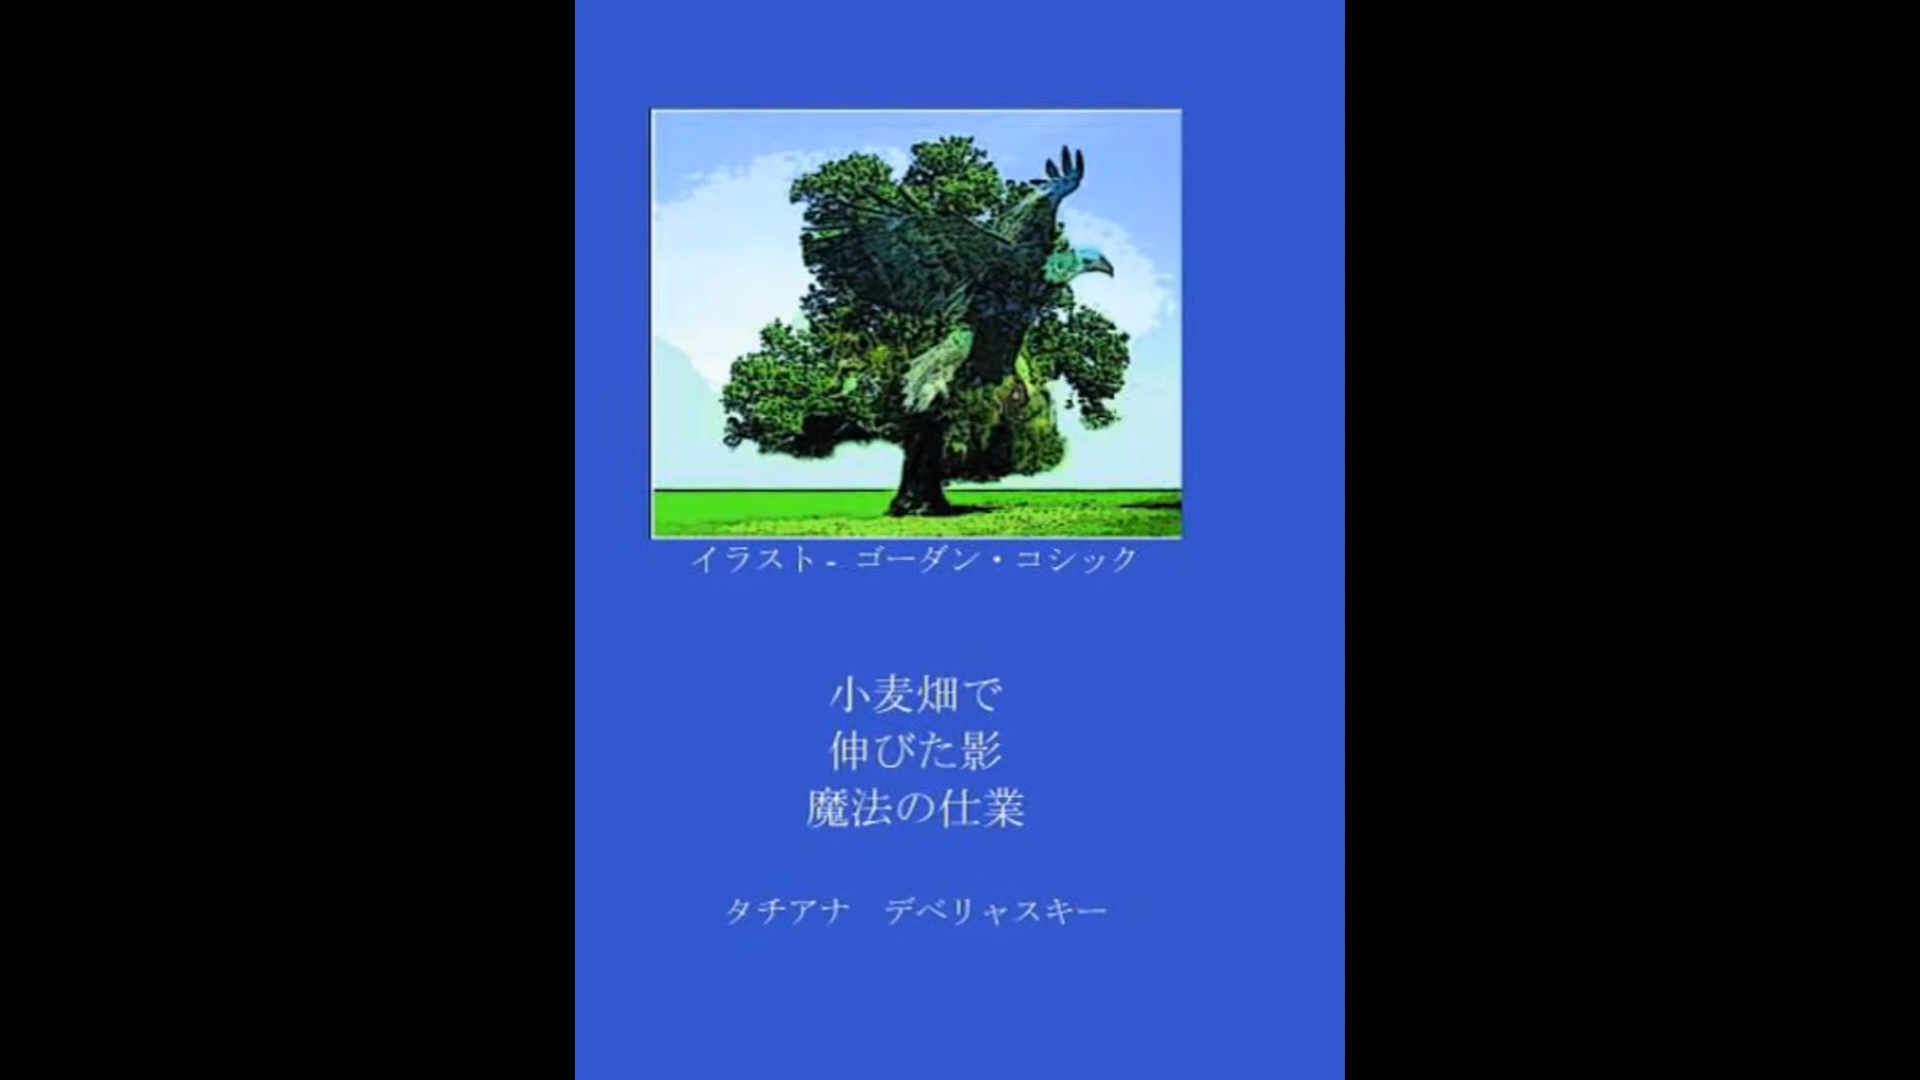 イラスト - ゴーダン・コシック
小麦畑で
伸びた影
魔法の仕業
タチアナ　デベリャスキー